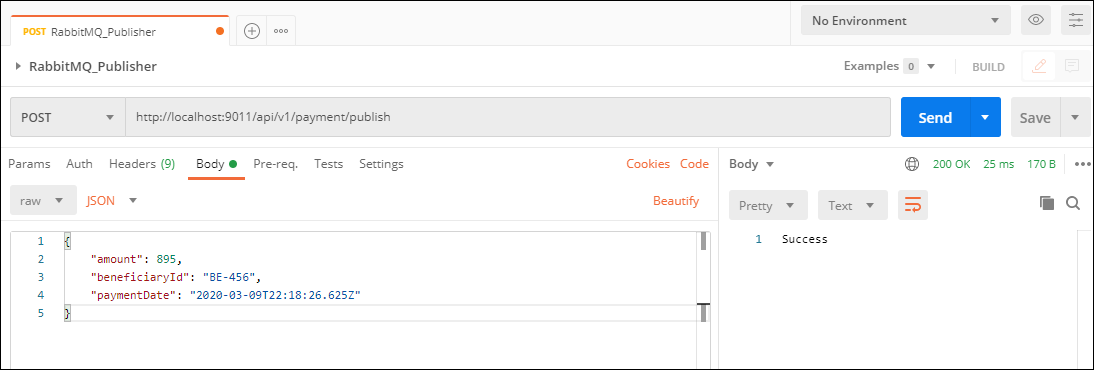 POST RabbitMQ_Publisher
No Environment
RabbitMQ_Publisher
Examples 0
BUILD
POST
http://localhost:9011/api/v1/payment/publish
Send
Save
Params Auth Headers (9) Body Pre-req. Tests Settings
Cookies Code
Body
200 OK 25 ms 170 B
raw
JSON
Beautify
Pretty
Text
1 {
2 "amount": 895,
3 "beneficiaryId": "BE-456",
4 "paymentDate": "2020-03-09T22:18:26.625Z"
5 }
1 Success